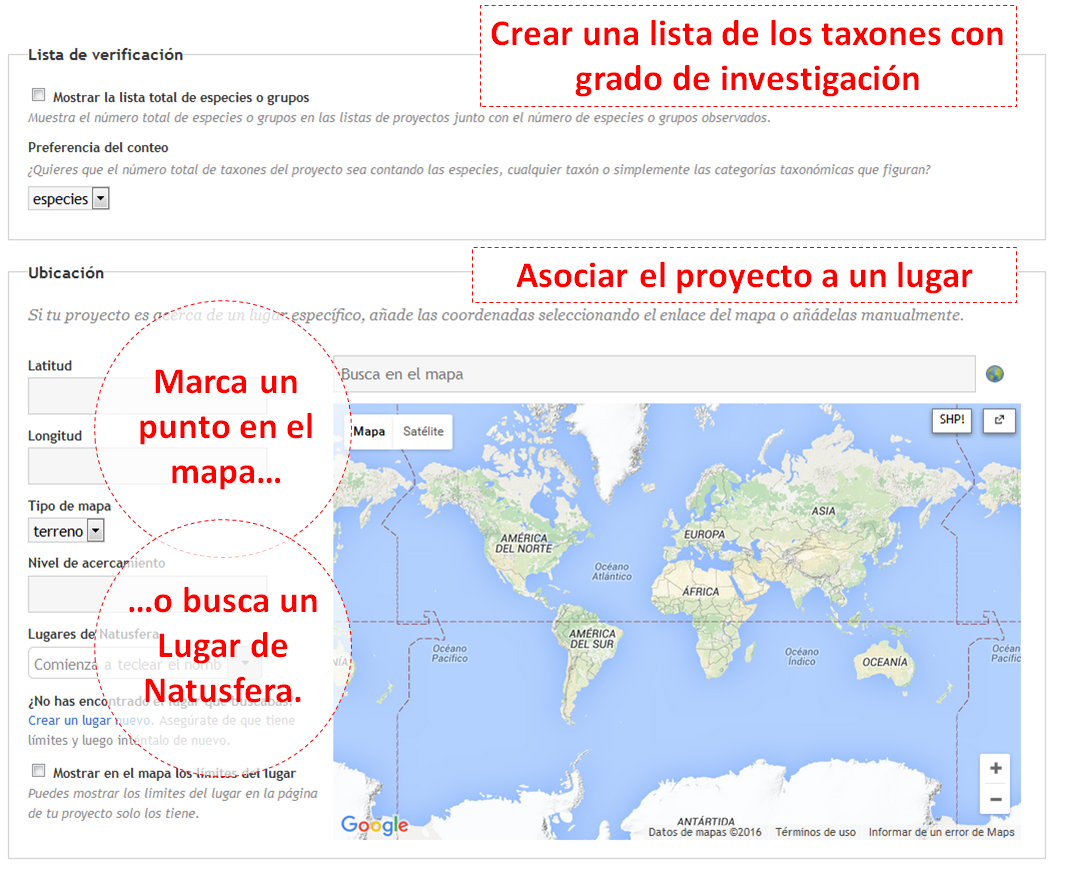 Crear una lista de los taxones con
grado de investigación
Lista de verificación
Mostrar la lista total de especies o grupos
Muestra el número total de especies o grupos en las listas de proyectos junto con el número de especies o grupos observados.
Preferencia del conteo
¿Quieres que el número total de taxones del proyecto sea contando las especies, cualquier taxón o simplemente las categorías taxonómicas que figuran?
especies
Asociar el proyecto a un lugar
Ubicación
Si tu proyecto es acerca de un lugar específico, añade las coordenadas seleccionando el enlace del mapa o añádelas manualmente.
Latitud
Longitud
Tipo de mapa
terreno
Nivel de acercamiento
Lugares de Natusfera
Comienza a teclear el nomb
¿No has encontrado el lugar que buscabas?
Crear un lugar nuevo. Asegúrate de que tiene
límites y luego inténtalo de nuevo.
Mostrar en el mapa los límites del lugar
Puedes mostrar los limites del lugar en la página
de tu proyecto solo los tiene.
Marca un
punto en el
mapa...
...o busca un
Lugar de
Natusfera.
Busca en el mapa
Mapa
Satélite
SHP!
AMÉRICA
DEL NORTE
EUROPA
ASIA
Océano
Atlántico
ÁFRICA
AMÉRICA
DEL SUR
Océano
Pacífico
Océano
Índico
OCEANÍA
Océan
Pacífic
NIA
ANTÁRTIDA
+
−
Google
Datos de mapas ©2016
Términos de uso
Informar de un error de Maps